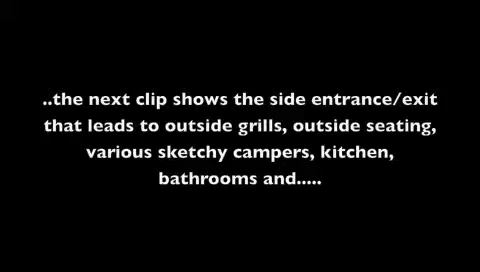 ..the next clip shows the side entrance/exit
that leads to outside grills, outside seating,
various sketchy campers, kitchen,
bathrooms and.....